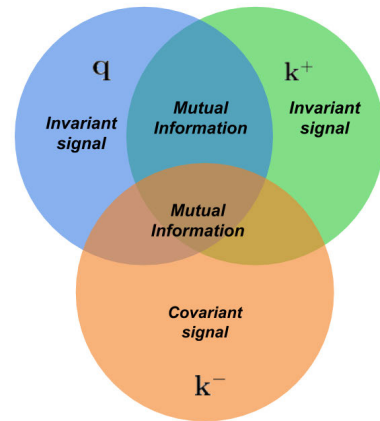 q
k+
Invariant
signal
Mutual
Information
Invariant
signal
Mutual
Information
Covariant
signal
k−